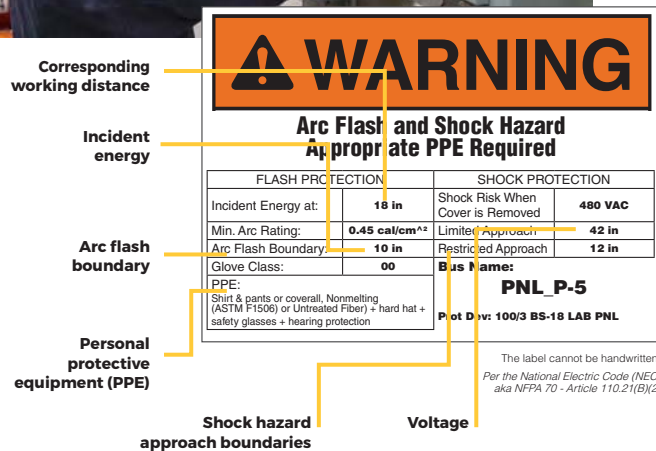 WARNING
Corresponding
working distance
Arc Flash and Shock Hazard
Appropriate PPE Required
Incident
energy
FLASH PROTECTION
SHOCK PROTECTION
Incident Energy at:
18 in
Shock Risk When
Cover is Removed
480 VAC
Min. Arc Rating:
0.45 cal/cm^²
Limited Approach
42 in
Arc Flash Boundary:
10 in
Restricted Approach
12 in
Arc flash
boundary
Glove Class:
00
Bus Name:
PNL_P-5
PPE:
Shirt & pants or coverall, Nonmelting
(ASTM F1506) or Untreated Fiber) + hard hat +
safety glasses + hearing protection
Prot Dev: 100/3 BS-18 LAB PNL
Personal
protective
equipment (PPE)
The label cannot be handwritten
Per the National Electric Code (NEC
aka NFPA 70 - Article 110.21(B)(2
Shock hazard
approach boundaries
Voltage